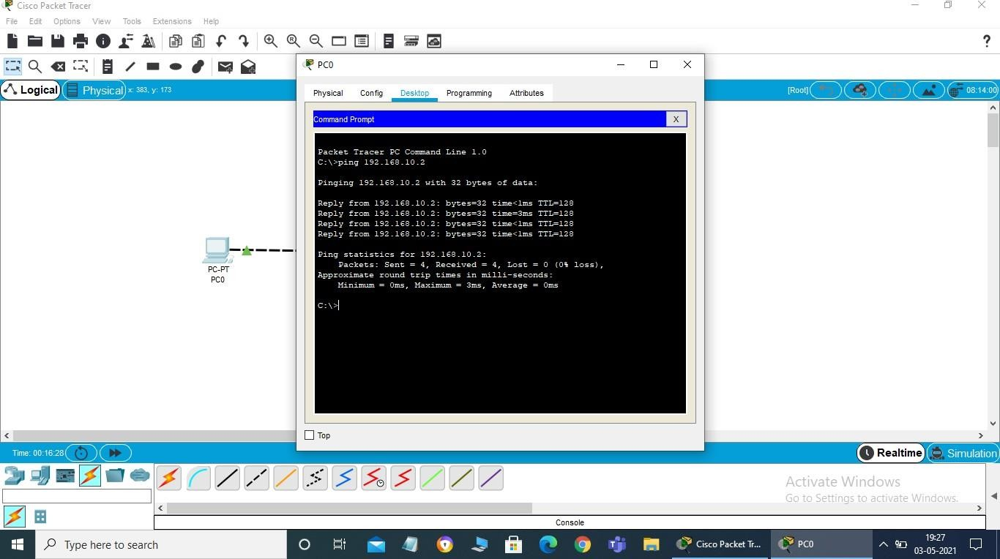 Cisco Packet Tracer
File Edit Options View Tools Extensions Help
PC0
Logical Physical x: 383, y: 173
[Root] 08:14:00
Physical Config Desktop Programming Attributes
Command Prompt X
Packet Tracer PC Command Line 1.0
C:\>ping 192.168.10.2
Pinging 192.168.10.2 with 32 bytes of data:
Reply from 192.168.10.2: bytes=32 time<1ms TTL=128
Reply from 192.168.10.2: bytes=32 time=3ms TTL=128
Reply from 192.168.10.2: bytes=32 time<1ms TTL=128
Reply from 192.168.10.2: bytes=32 time<1ms TTL=128
Ping statistics for 192.168.10.2:
Packets: Sent = 4, Received = 4, Lost = 0 (0% loss),
Approximate round trip times in milli-seconds:
Minimum = 0ms, Maximum = 3ms, Average = 0ms
C:\>
PC-PT
PC0
Top
Time: 00:16:28
Realtime Simulation
Activate Windows
Go to Settings to activate Windows.
Console
Type here to search
Cisco Packet Tr...
PC0
19:27
03-05-2021